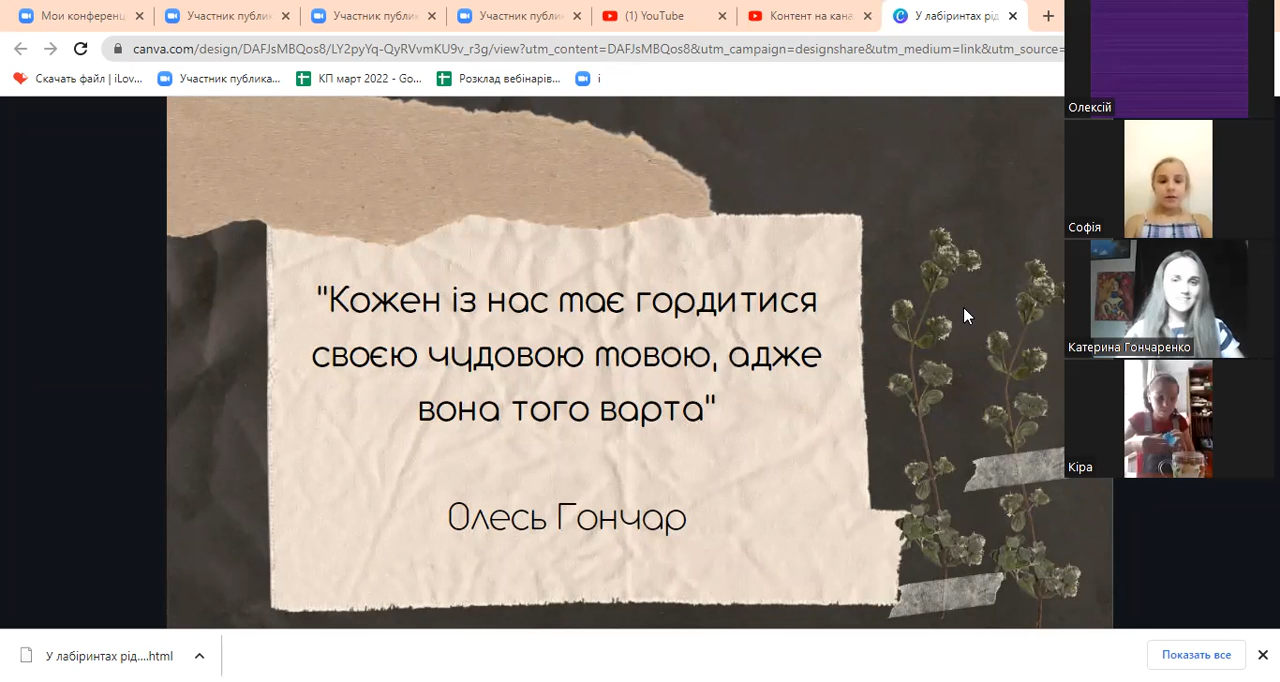 Мои конференц
Участник публик
Участник публик
Участник публик
(1) YouTube
Контент на кана
У лабіринтах рід
canva.com/design/DAFJsMBQos8/LY2pyYq-QyRVvmKU9v_r3g/view?utm_content=DAFJsMBQos8&utm_campaign=designshare&utm_medium=link&utm_source=
Скачать файл | iLov...
Участник публика...
КП март 2022 - Go...
Розклад вебінарів...
і
"Кожен із нас має гордитися
своєю чудовою мовою, адже
вона того варта"
Олесь Гончар
Олексій
Софія
Катерина Гончаренко
Кіра
У лабіринтах рід....html
Показать все